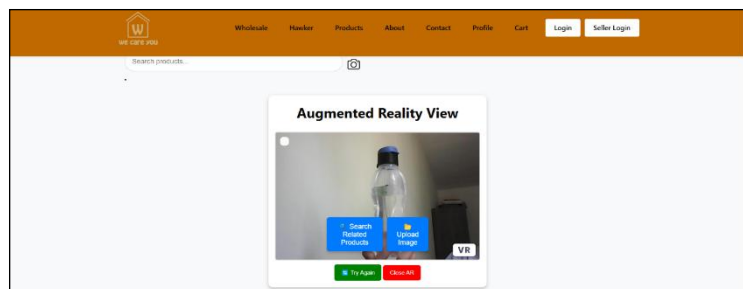 W
WE CARE YOU
Wholesale Hawker Products About Contact Profile Cart Login Seller Login
Search products...
Augmented Reality View
Search
Related
Products
Upload
Image
VR
Try Again Close AR